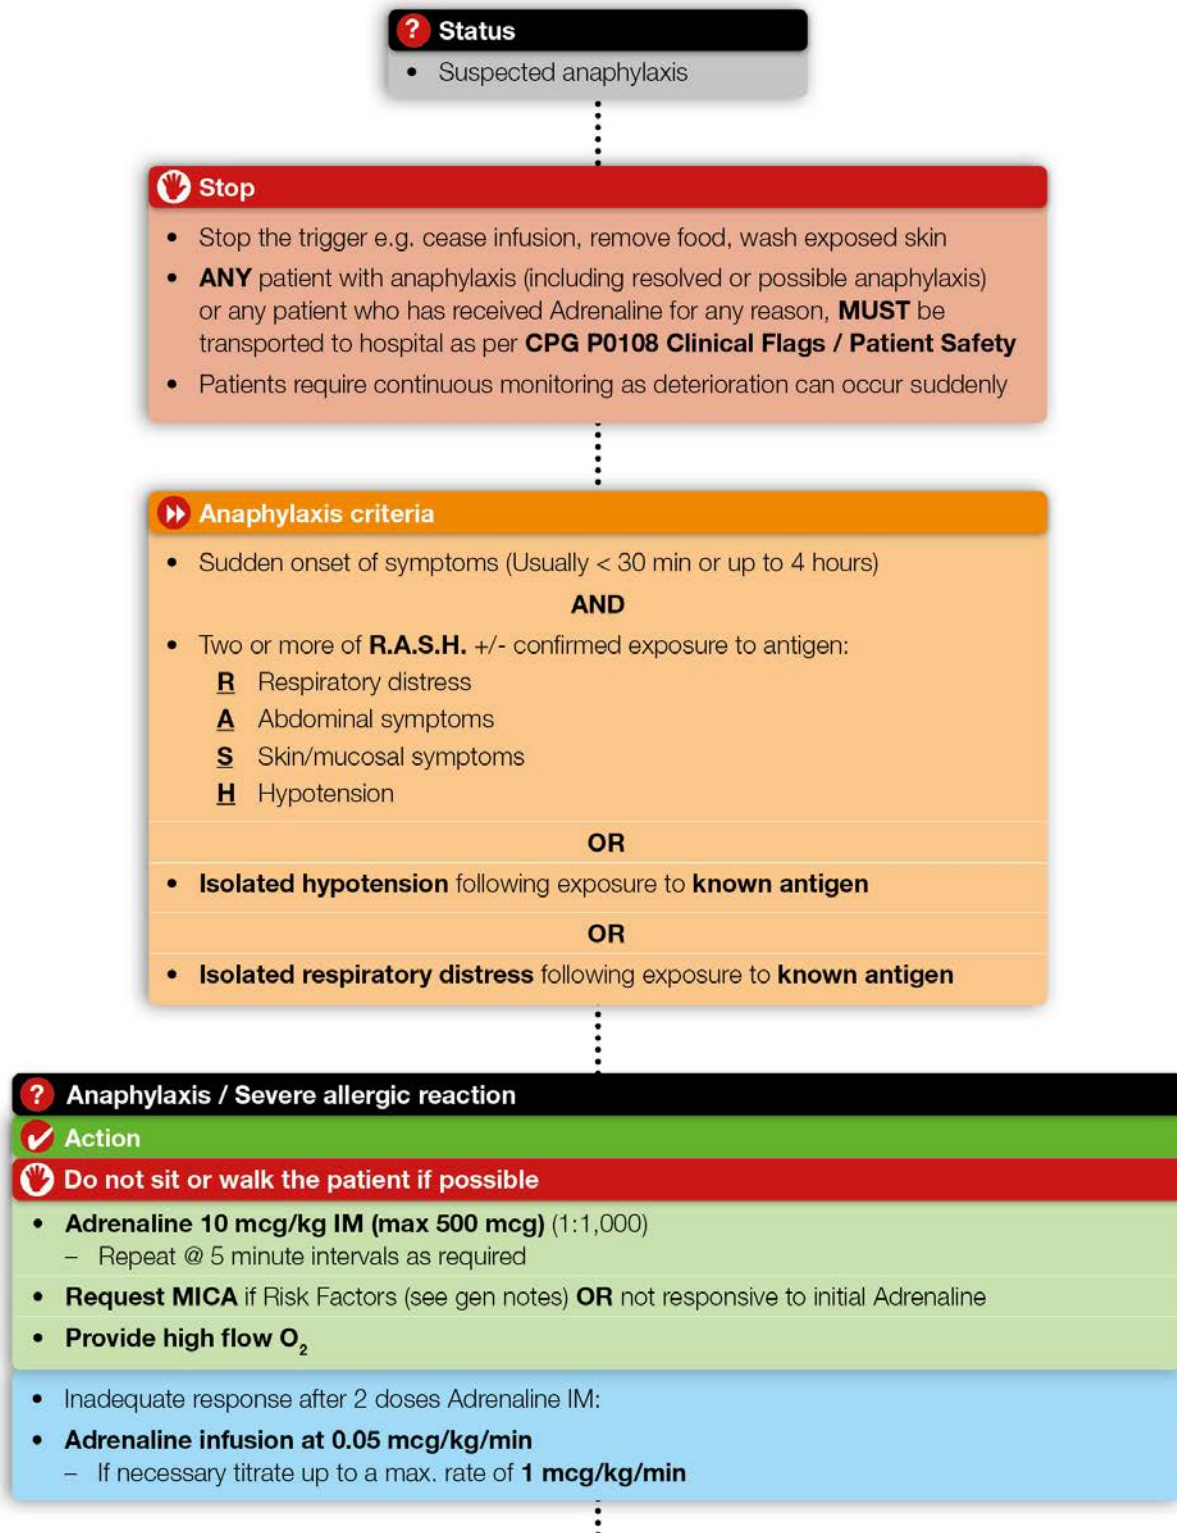 ? Status
• Suspected anaphylaxis
Stop
• Stop the trigger e.g. cease infusion, remove food, wash exposed skin
• ANY patient with anaphylaxis (including resolved or possible anaphylaxis)
or any patient who has received Adrenaline for any reason, MUST be
transported to hospital as per CPG P0108 Clinical Flags / Patient Safety
• Patients require continuous monitoring as deterioration can occur suddenly
Anaphylaxis criteria
• Sudden onset of symptoms (Usually < 30 min or up to 4 hours)
AND
• Two or more of R.A.S.H. +/- confirmed exposure to antigen:
R Respiratory distress
A Abdominal symptoms
S Skin/mucosal symptoms
H Hypotension
OR
• Isolated hypotension following exposure to known antigen
OR
• Isolated respiratory distress following exposure to known antigen
? Anaphylaxis / Severe allergic reaction
Action
Do not sit or walk the patient if possible
• Adrenaline 10 mcg/kg IM (max 500 mcg) (1:1,000)
– Repeat @ 5 minute intervals as required
• Request MICA if Risk Factors (see gen notes) OR not responsive to initial Adrenaline
• Provide high flow O₂
• Inadequate response after 2 doses Adrenaline IM:
• Adrenaline infusion at 0.05 mcg/kg/min
– If necessary titrate up to a max. rate of 1 mcg/kg/min